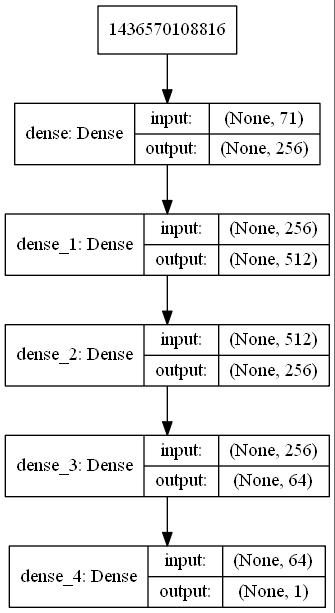 1436570108816
dense: Dense
input: (None, 71)
output: (None, 256)
dense_1: Dense
input: (None, 256)
output: (None, 512)
dense_2: Dense
input: (None, 512)
output: (None, 256)
dense_3: Dense
input: (None, 256)
output: (None, 64)
dense_4: Dense
input: (None, 64)
output: (None, 1)